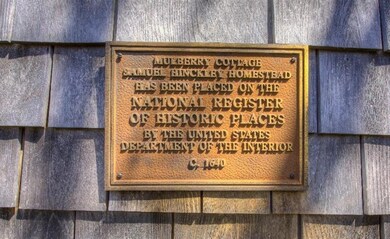 MULBERRY COTTAGE
SAMUEL HINCKLEY HOMESTEAD
HAS BEEN PLACED ON THE
NATIONAL REGISTER
OF HISTORIC PLACES
BY THE UNITED STATES
DEPARTMENT OF THE INTERIOR
C. 1640